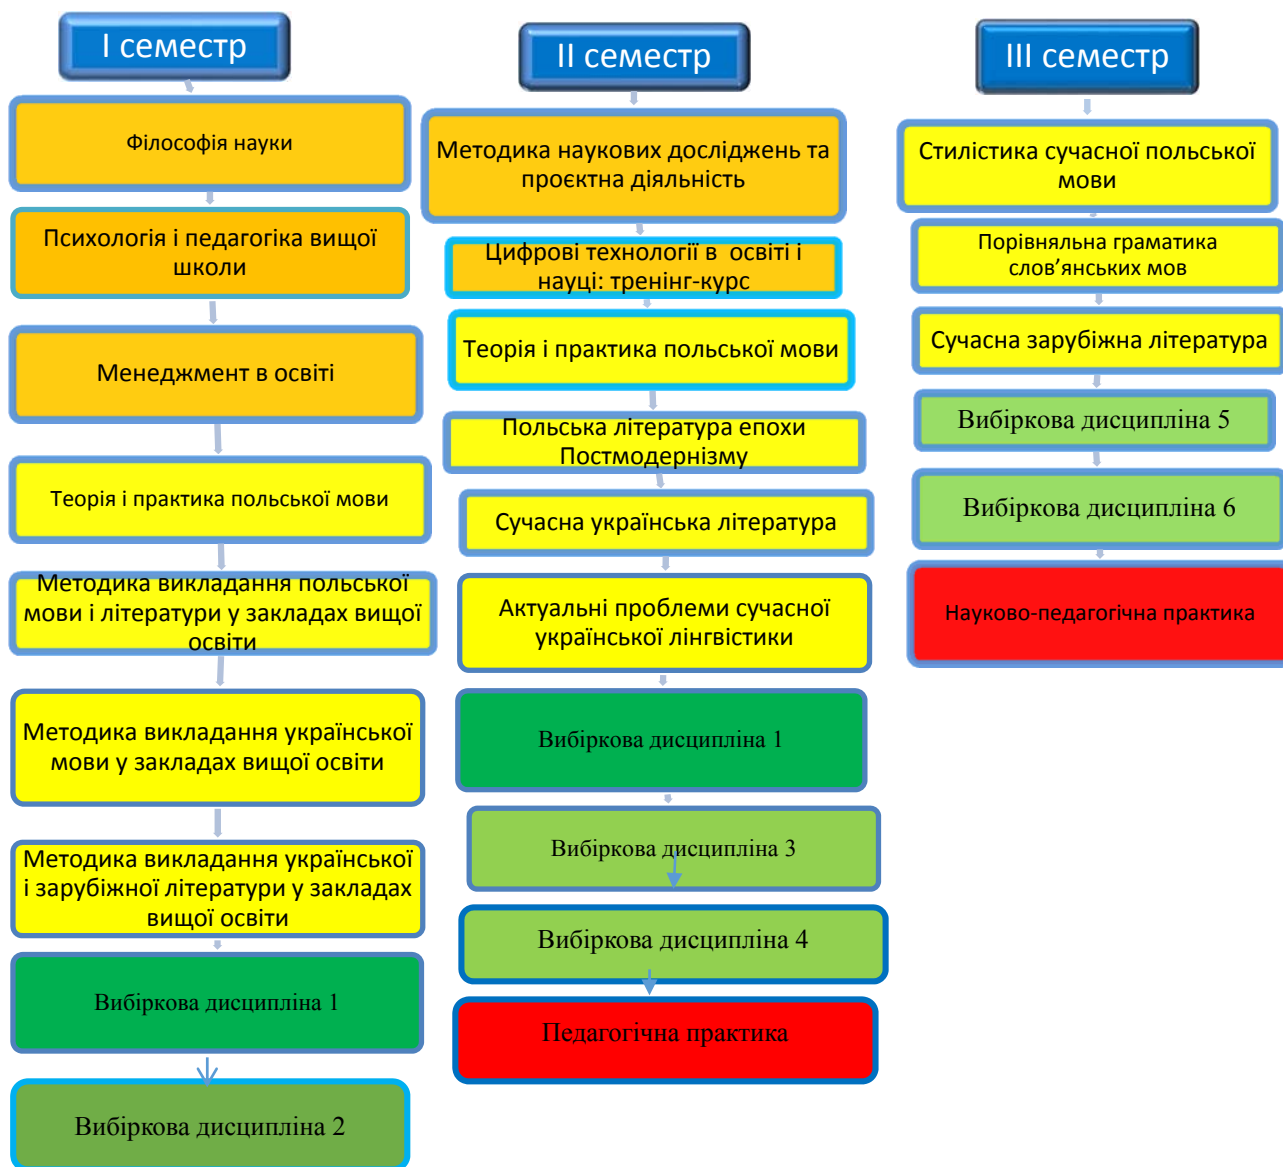 І семестр
Філософія науки
Психологія і педагогіка вищої
школи
Менеджмент в освіті
Теорія і практика польської мови
Методика викладання польської
мови і літератури у закладах вищої
освіти
Методика викладання української
мови у закладах вищої освіти
Методика викладання української
і зарубіжної літератури у закладах
вищої освіти
Вибіркова дисципліна 1
Вибіркова дисципліна 2
ІІ семестр
Методика наукових досліджень та
проєктна діяльність
Цифрові технології в освіті і
науці: тренінг-курс
Теорія і практика польської мови
Польська література епохи
Постмодернізму
Сучасна українська література
Актуальні проблеми сучасної
української лінгвістики
Вибіркова дисципліна 1
Вибіркова дисципліна 3
Вибіркова дисципліна 4
Педагогічна практика
ІІІ семестр
Стилістика сучасної польської
мови
Порівняльна граматика
слов’янських мов
Сучасна зарубіжна література
Вибіркова дисципліна 5
Вибіркова дисципліна 6
Науково-педагогічна практика